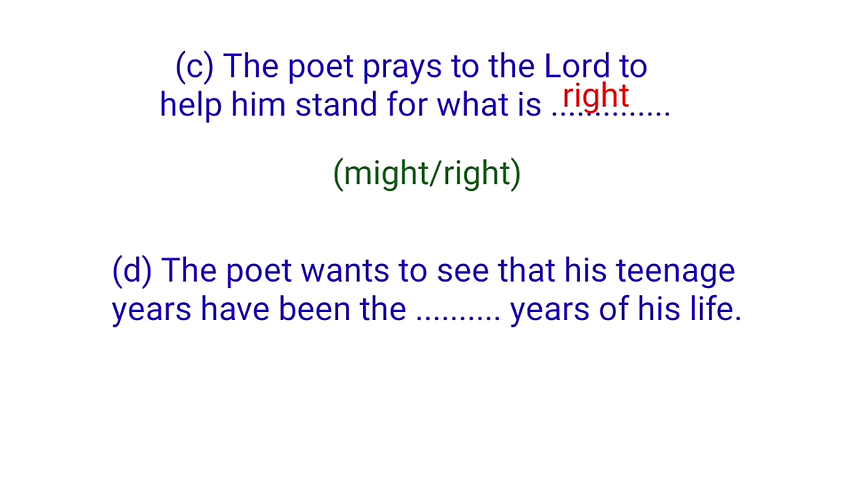 (c) The poet prays to the Lord to
help him stand for what is ....right........
(might/right)
(d) The poet wants to see that his teenage
years have been the .......... years of his life.